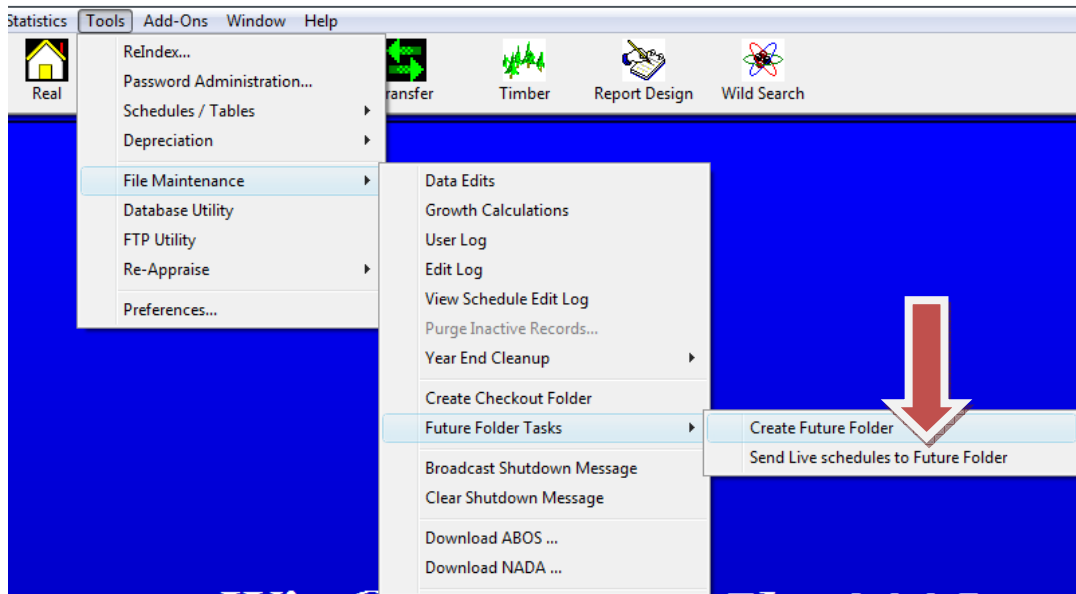 Statistics Tools Add-Ons Window Help
Real
Timber
Report Design
Wild Search
ReIndex...
Password Administration...
Schedules / Tables
Depreciation
File Maintenance
Database Utility
FTP Utility
Re-Appraise
Preferences...
Data Edits
Growth Calculations
User Log
Edit Log
View Schedule Edit Log
Purge Inactive Records...
Year End Cleanup
Create Checkout Folder
Future Folder Tasks
Broadcast Shutdown Message
Clear Shutdown Message
Download ABOS ...
Download NADA ...
Create Future Folder
Send Live schedules to Future Folder